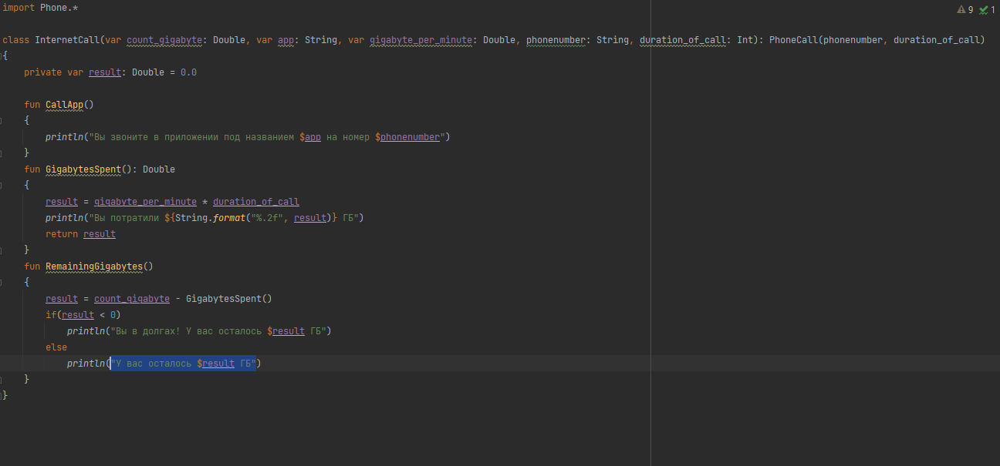 import Phone.*
9 1
class InternetCall(var count_gigabyte: Double, var app: String, var gigabyte_per_minute: Double, phonenumber: String, duration_of_call: Int): PhoneCall(phonenumber, duration_of_call)
{
    private var result: Double = 0.0
    fun CallApp()
    {
        println("Вы звоните в приложении под названием $app на номер $phonenumber")
    }
    fun GigabytesSpent(): Double
    {
        result = gigabyte_per_minute * duration_of_call
        println("Вы потратили ${String.format("%.2f", result)} ГБ")
        return result
    }
    fun RemainingGigabytes()
    {
        result = count_gigabyte - GigabytesSpent()
        if(result < 0)
            println("Вы в долгах! У вас осталось $result ГБ")
        else
            println("У вас осталось $result ГБ")
    }
}